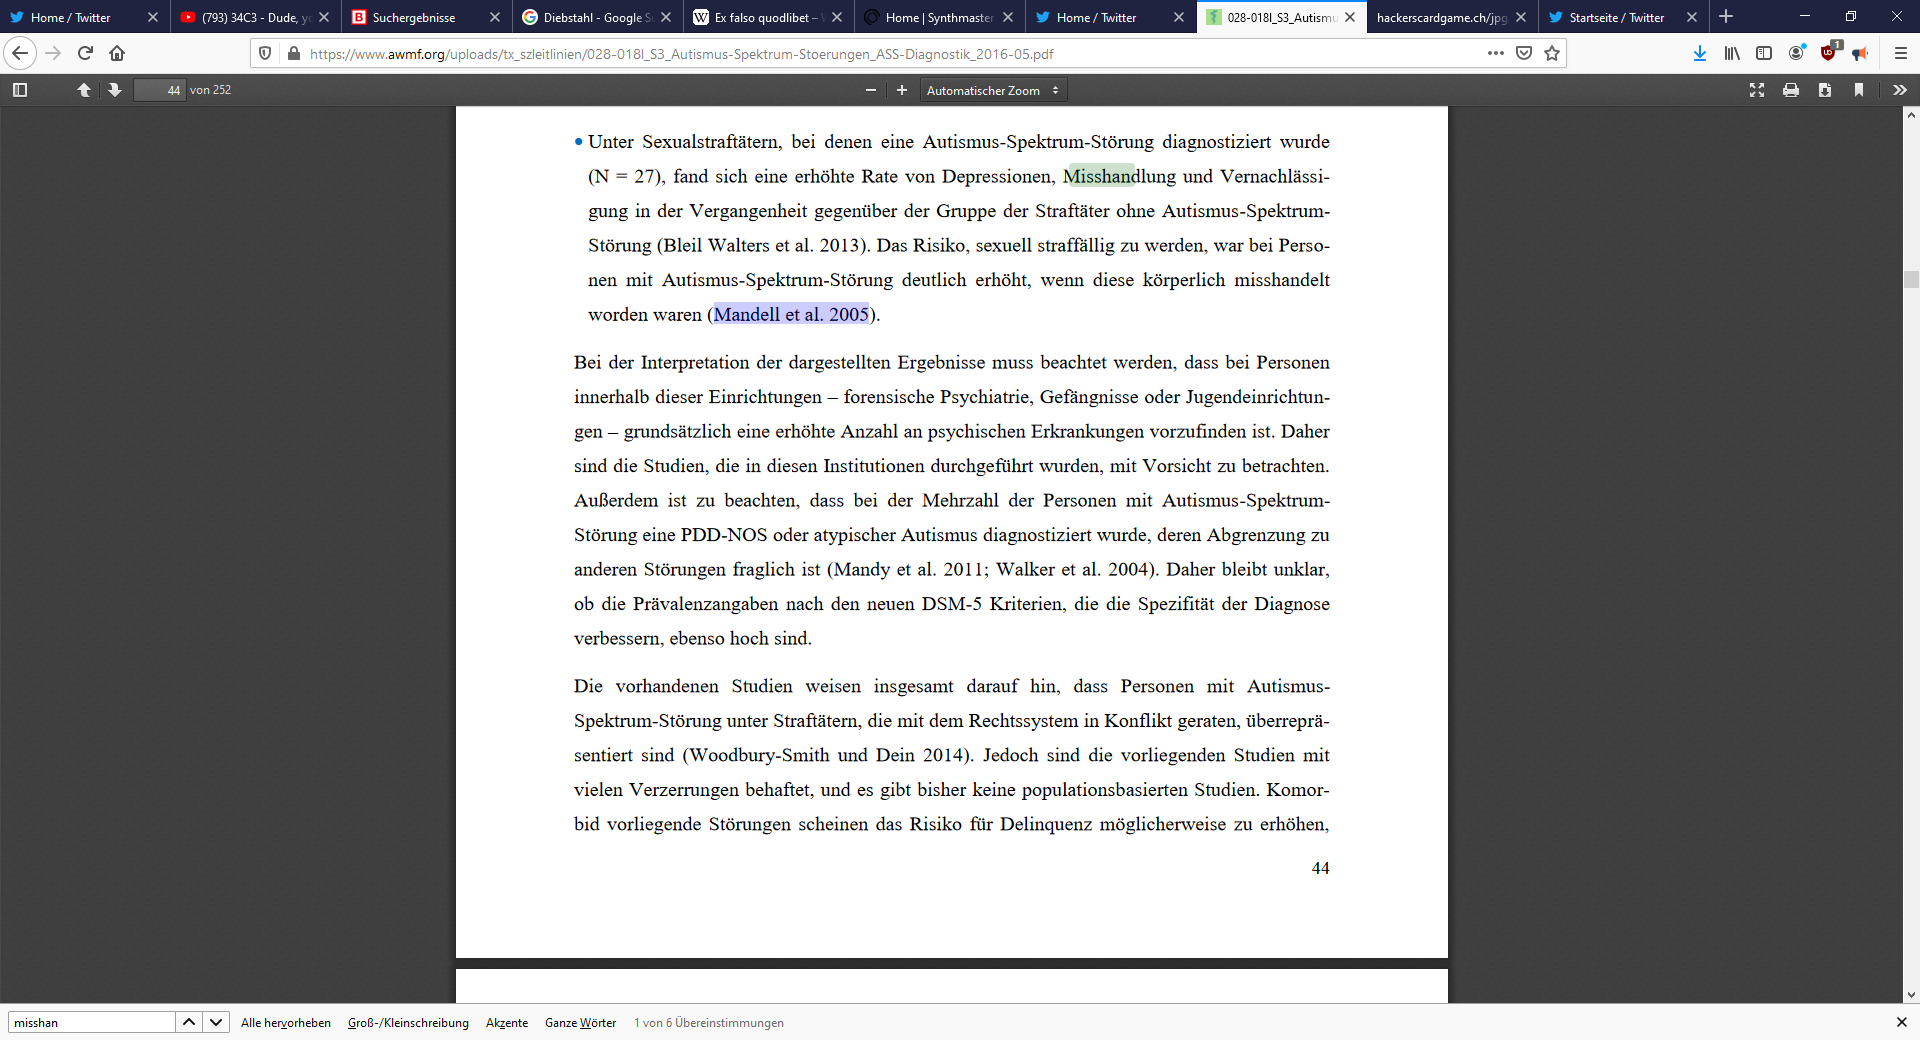 Home / Twitter
(793) 34C3 - Dude, yo
Suchergebnisse
Diebstahl - Google Su
Ex falso quodlibet – W
Home | Synthmaster
Home / Twitter
028-018l_S3_Autismu
hackerscardgame.ch/jpg
Startseite / Twitter
https://www.awmf.org/uploads/tx_szleitlinien/028-018l_S3_Autismus-Spektrum-Stoerungen_ASS-Diagnostik_2016-05.pdf
1
44 von 252
Automatischer Zoom
• Unter Sexualstraftätern, bei denen eine Autismus-Spektrum-Störung diagnostiziert wurde
(N = 27), fand sich eine erhöhte Rate von Depressionen, Misshandlung und Vernachlässi-
gung in der Vergangenheit gegenüber der Gruppe der Straftäter ohne Autismus-Spektrum-
Störung (Bleil Walters et al. 2013). Das Risiko, sexuell straffällig zu werden, war bei Perso-
nen mit Autismus-Spektrum-Störung deutlich erhöht, wenn diese körperlich misshandelt
worden waren (Mandell et al. 2005).
Bei der Interpretation der dargestellten Ergebnisse muss beachtet werden, dass bei Personen
innerhalb dieser Einrichtungen – forensische Psychiatrie, Gefängnisse oder Jugendeinrichtun-
gen – grundsätzlich eine erhöhte Anzahl an psychischen Erkrankungen vorzufinden ist. Daher
sind die Studien, die in diesen Institutionen durchgeführt wurden, mit Vorsicht zu betrachten.
Außerdem ist zu beachten, dass bei der Mehrzahl der Personen mit Autismus-Spektrum-
Störung eine PDD-NOS oder atypischer Autismus diagnostiziert wurde, deren Abgrenzung zu
anderen Störungen fraglich ist (Mandy et al. 2011; Walker et al. 2004). Daher bleibt unklar,
ob die Prävalenzangaben nach den neuen DSM-5 Kriterien, die die Spezifität der Diagnose
verbessern, ebenso hoch sind.
Die vorhandenen Studien weisen insgesamt darauf hin, dass Personen mit Autismus-
Spektrum-Störung unter Straftätern, die mit dem Rechtssystem in Konflikt geraten, überreprä-
sentiert sind (Woodbury-Smith und Dein 2014). Jedoch sind die vorliegenden Studien mit
vielen Verzerrungen behaftet, und es gibt bisher keine populationsbasierten Studien. Komor-
bid vorliegende Störungen scheinen das Risiko für Delinquenz möglicherweise zu erhöhen,
44
misshan
Alle hervorheben
Groß-/Kleinschreibung
Akzente
Ganze Wörter
1 von 6 Übereinstimmungen